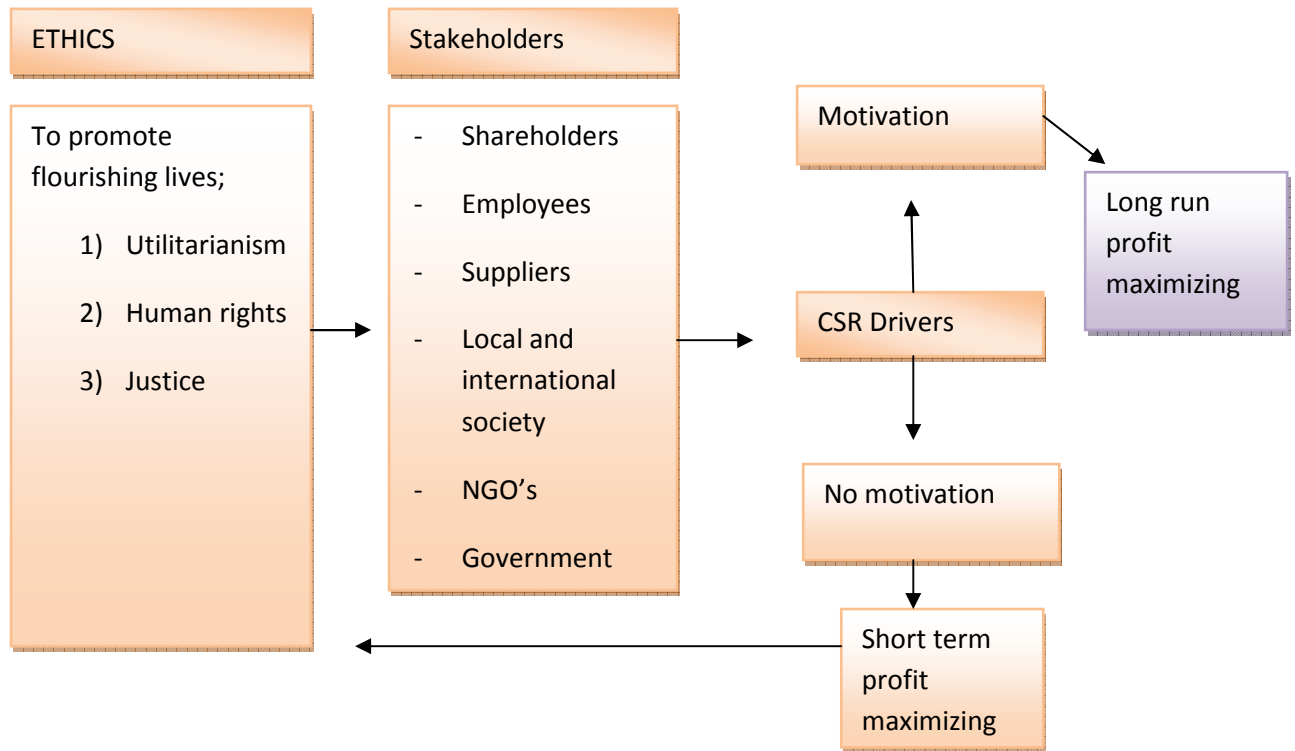 ETHICS
To promote
flourishing lives;
1) Utilitarianism
2) Human rights
3) Justice
Stakeholders
- Shareholders
- Employees
- Suppliers
- Local and
international
society
- NGO’s
- Government
Motivation
CSR Drivers
No motivation
Short term
profit
maximizing
Long run
profit
maximizing